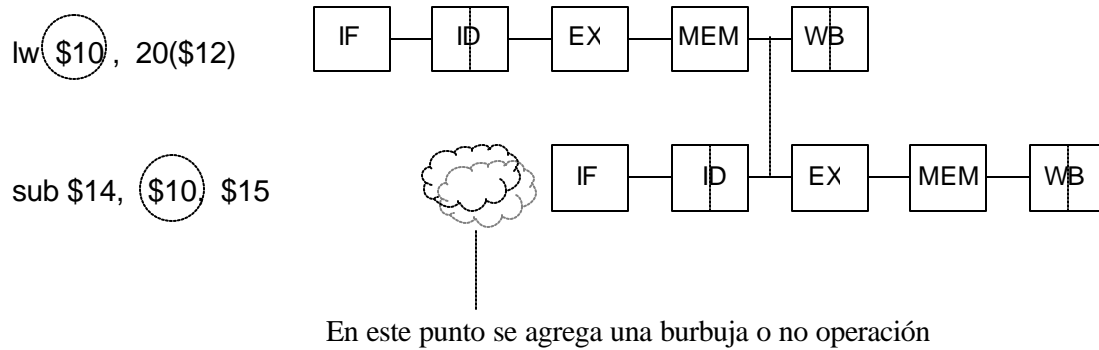 lw $10, 20($12) IF ID EX MEM WB
sub $14, $10, $15 IF ID EX MEM WB
En este punto se agrega una burbuja o no operación